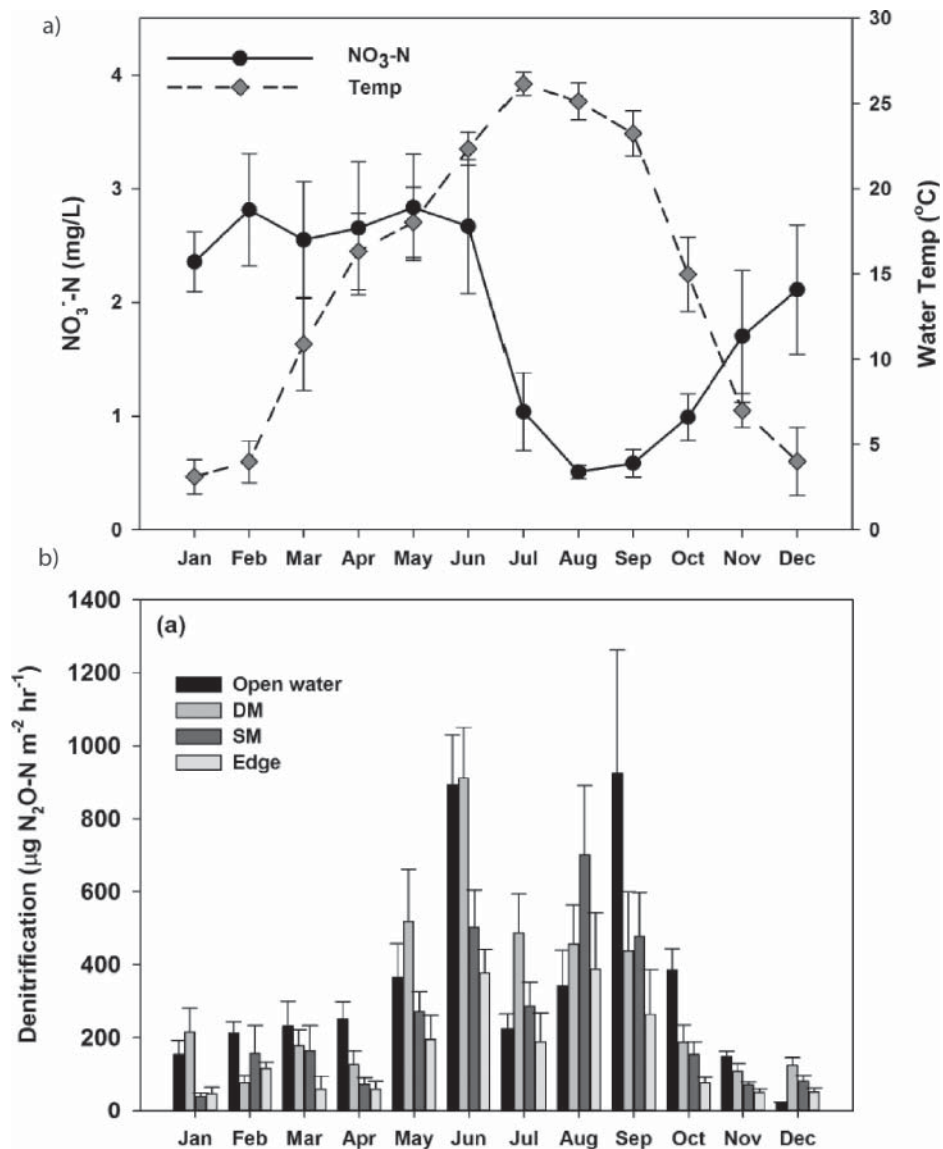 a)
NO3-N
Temp
NO3--N (mg/L)
4
3
2
1
0
Water Temp (oC)
30
25
20
15
10
5
0
Jan Feb Mar Apr May Jun Jul Aug Sep Oct Nov Dec
b)
(a)
Open water
DM
SM
Edge
Denitrification (μg N2O-N m-2 hr-1)
1400
1200
1000
800
600
400
200
0
Jan Feb Mar Apr May Jun Jul Aug Sep Oct Nov Dec